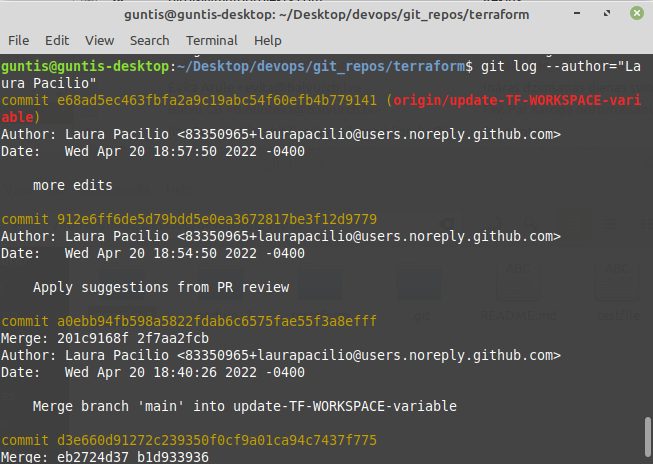 guntis@guntis-desktop: ~/Desktop/devops/git_repos/terraform
File Edit View Search Terminal Help
guntis@guntis-desktop:~/Desktop/devops/git_repos/terraform$ git log --author="La
ura Pacilio"
commit e68ad5ec463fbfa2a9c19abc54f60efb4b779141 (origin/update-TF-WORKSPACE-vari
able)
Author: Laura Pacilio <83350965+laurapacilio@users.noreply.github.com>
Date:   Wed Apr 20 18:57:50 2022 -0400
    more edits
commit 912e6ff6de5d79bdd5e0ea3672817be3f12d9779
Author: Laura Pacilio <83350965+laurapacilio@users.noreply.github.com>
Date:   Wed Apr 20 18:54:50 2022 -0400
    Apply suggestions from PR review
commit a0ebb94fb598a5822fdab6c6575fae55f3a8efff
Merge: 201c9168f 2f7aa2fcb
Author: Laura Pacilio <83350965+laurapacilio@users.noreply.github.com>
Date:   Wed Apr 20 18:40:26 2022 -0400
    Merge branch 'main' into update-TF-WORKSPACE-variable
commit d3e660d91272c239350f0cf9a01ca94c7437f775
Merge: eb2724d37 b1d933936